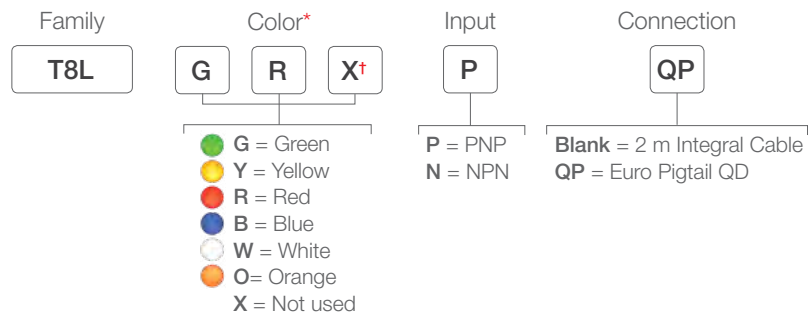 Family Color* Input Connection
T8L G R X† P QP
G = Green P = PNP Blank = 2 m Integral Cable
Y = Yellow N = NPN QP = Euro Pigtail QD
R = Red
B = Blue
W = White
O= Orange
X = Not used